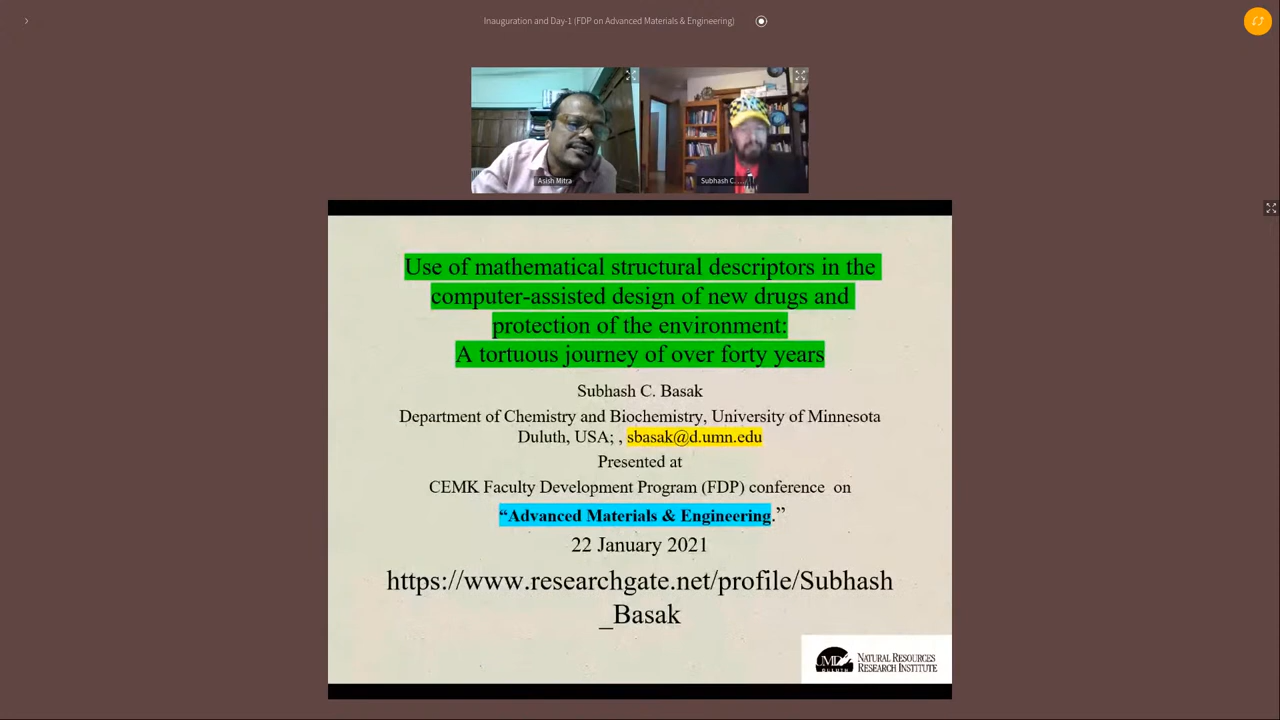 Inauguration and Day-1 (FDP on Advanced Materials & Engineering)
Asish Mitra
Subhash C....
Use of mathematical structural descriptors in the
computer-assisted design of new drugs and
protection of the environment:
A tortuous journey of over forty years
Subhash C. Basak
Department of Chemistry and Biochemistry, University of Minnesota
Duluth, USA; , sbasak@d.umn.edu
Presented at
CEMK Faculty Development Program (FDP) conference on
“Advanced Materials & Engineering.”
22 January 2021
https://www.researchgate.net/profile/Subhash
_Basak
NATURAL RESOURCES
RESEARCH INSTITUTE